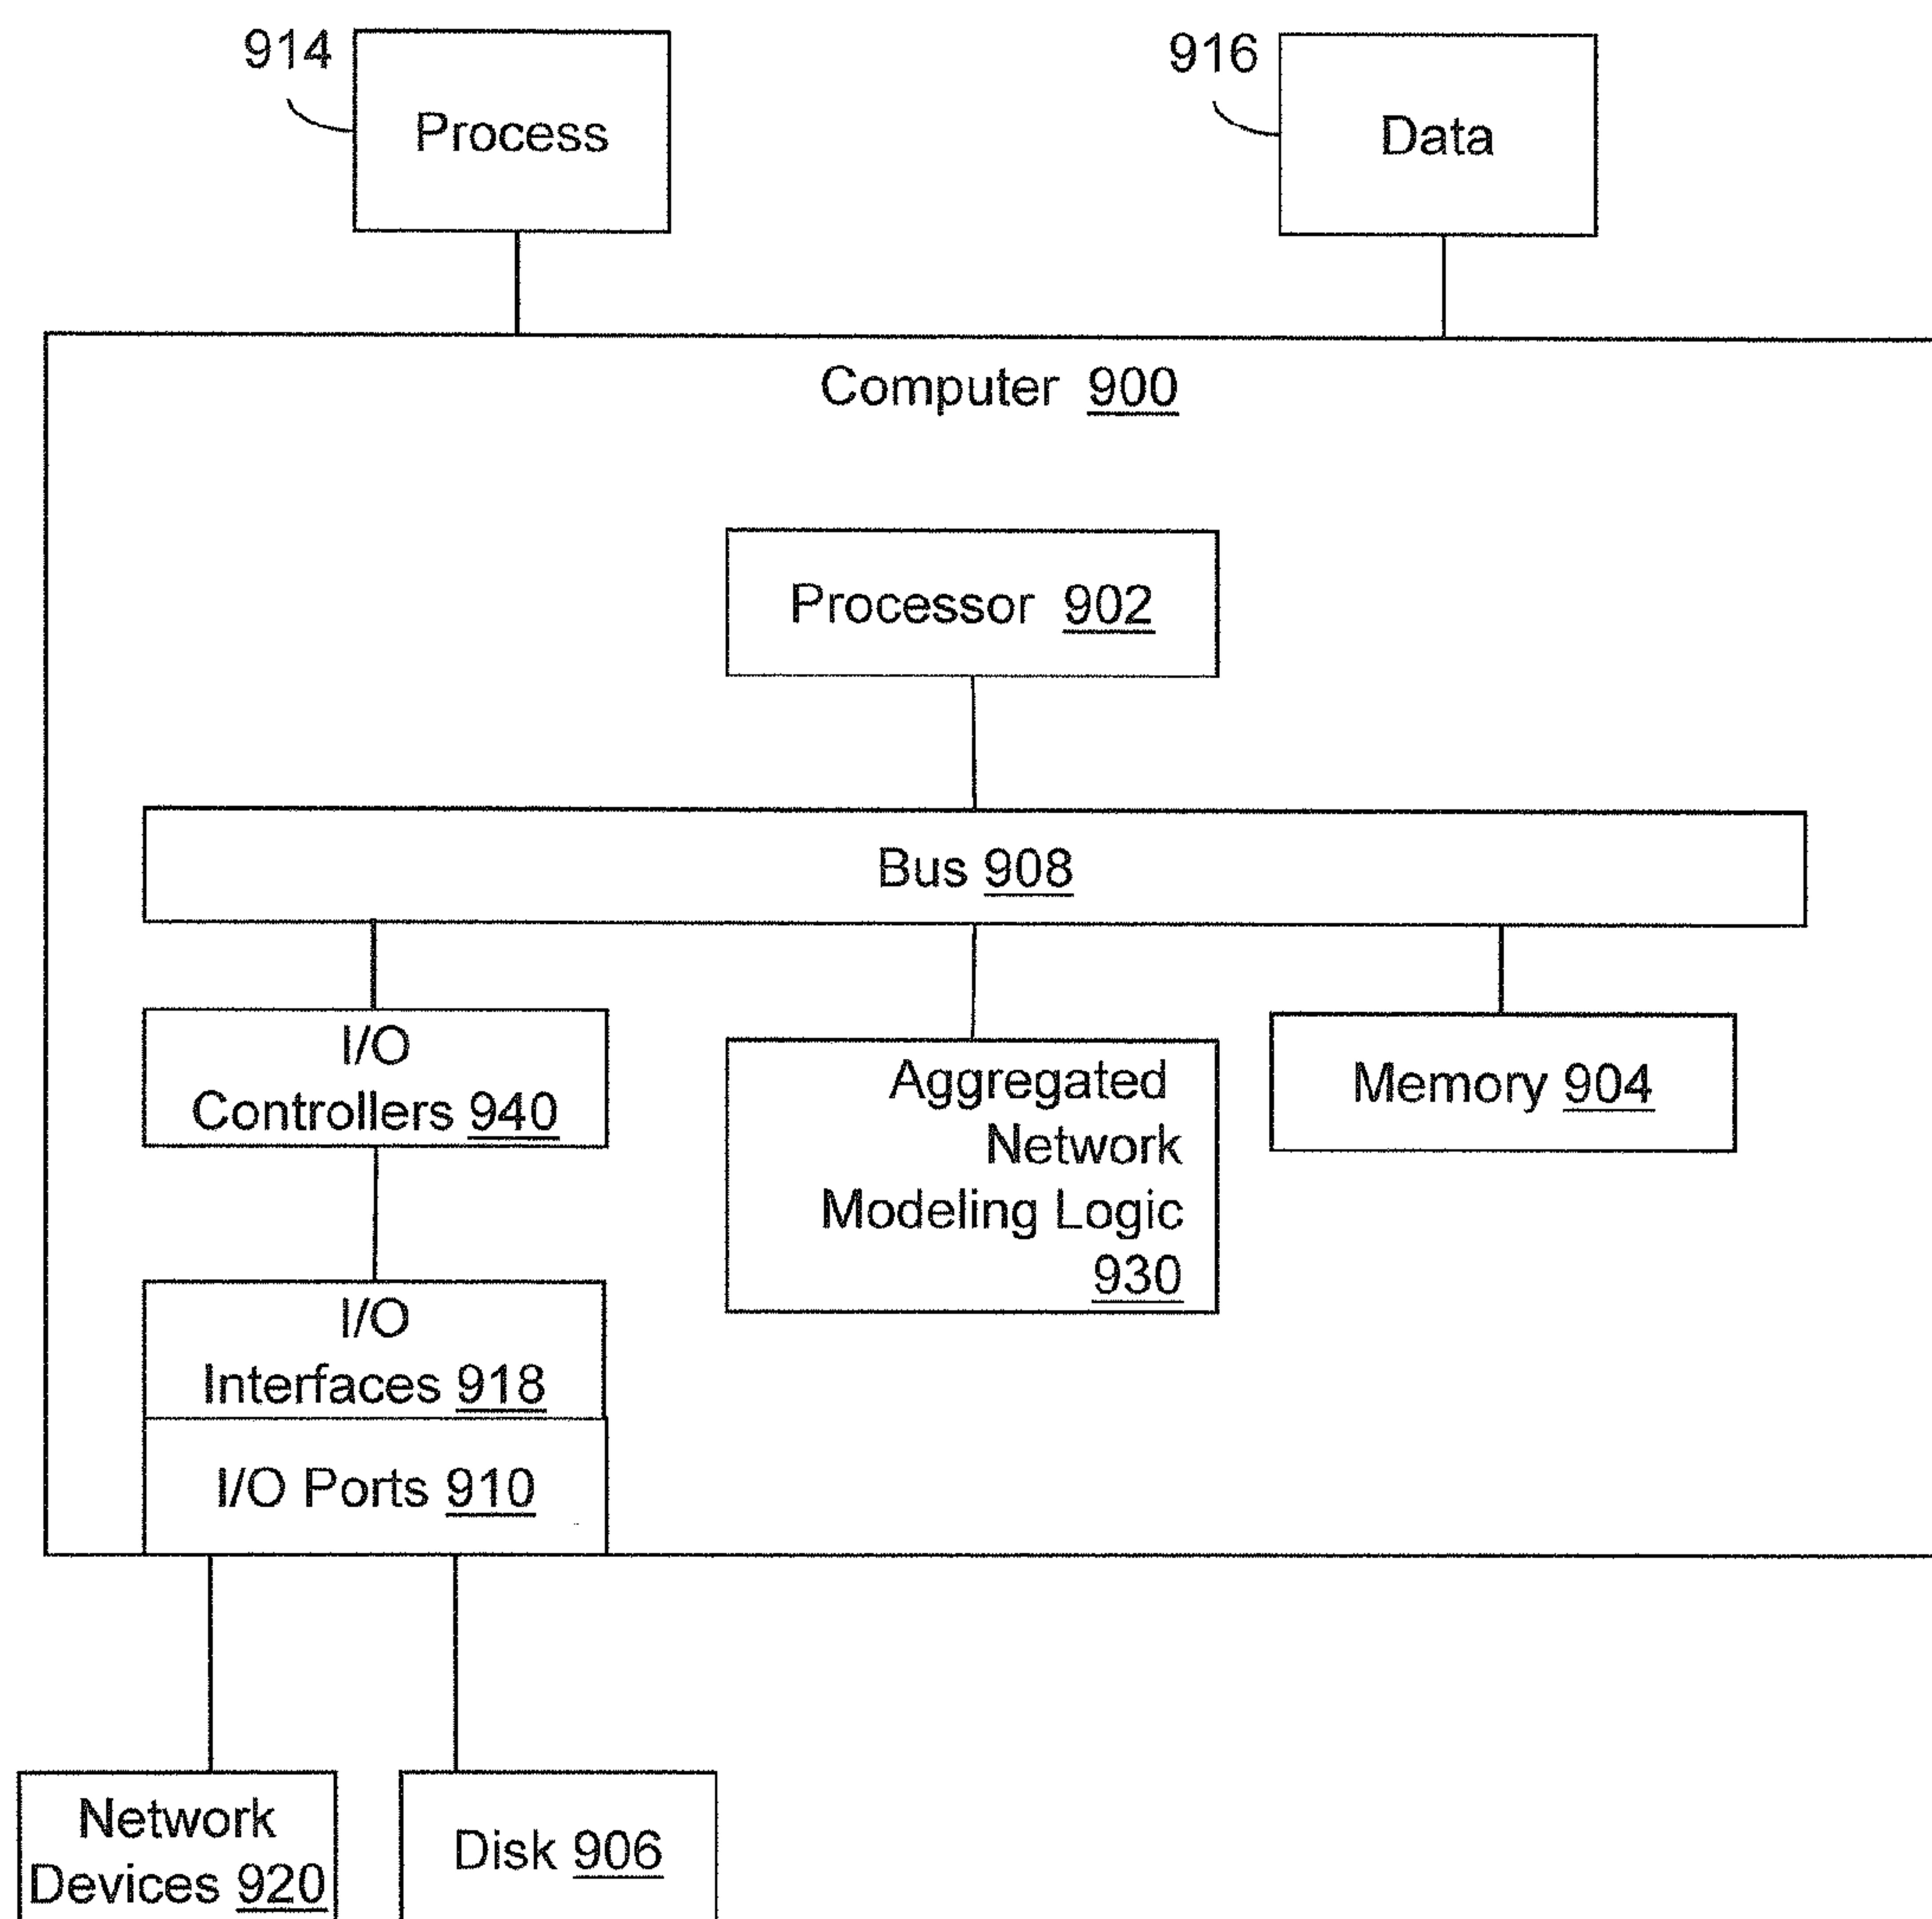 914
Process
916
Data
Computer 900
Processor 902
Bus 908
I/O
Controllers 940
Aggregated
Network
Modeling Logic
930
Memory 904
I/O
Interfaces 918
I/O Ports 910
Network
Devices 920
Disk 906